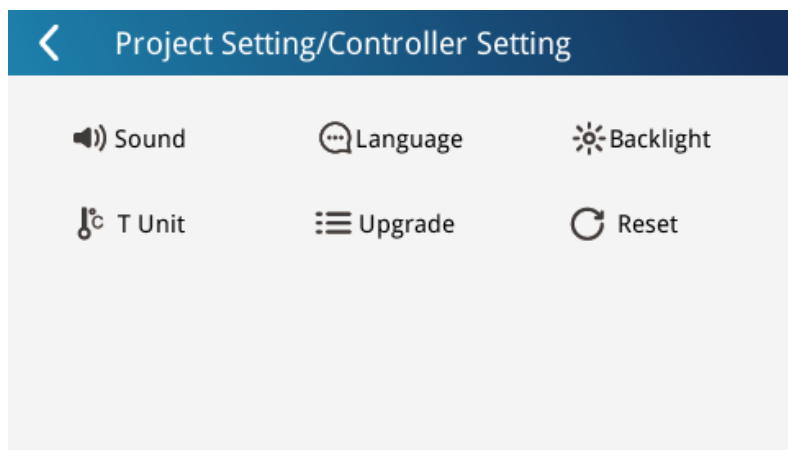 Project Setting/Controller Setting
Sound Language Backlight
°C T Unit Upgrade Reset